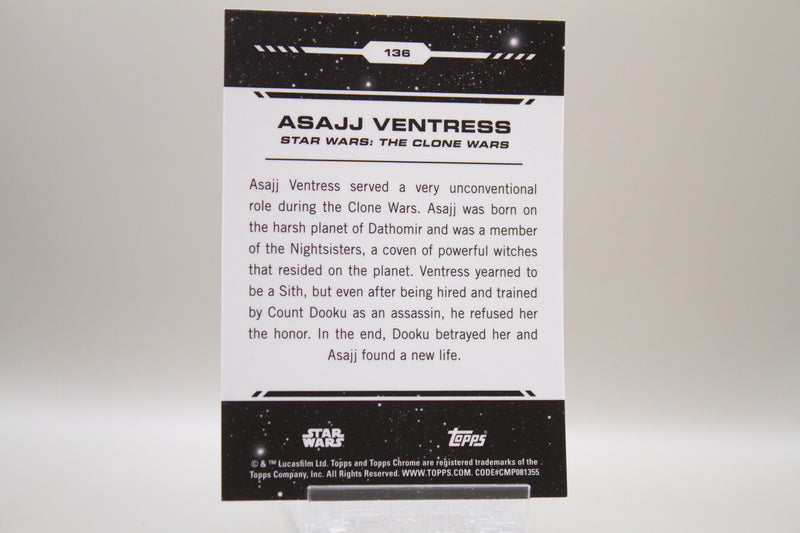 136
ASAJJ VENTRESS
STAR WARS: THE CLONE WARS
Asajj Ventress served a very unconventional
role during the Clone Wars. Asajj was born on
the harsh planet of Dathomir and was a member
of the Nightsisters, a coven of powerful witches
that resided on the planet. Ventress yearned to
be a Sith, but even after being hired and trained
by Count Dooku as an assassin, he refused her
the honor. In the end, Dooku betrayed her and
Asajj found a new life.
STAR WARS
Topps
© & ™ Lucasfilm Ltd. Topps and Topps Chrome are registered trademarks of the
Topps Company, Inc. All Rights Reserved. WWW.TOPPS.COM. CODE#CMP081355